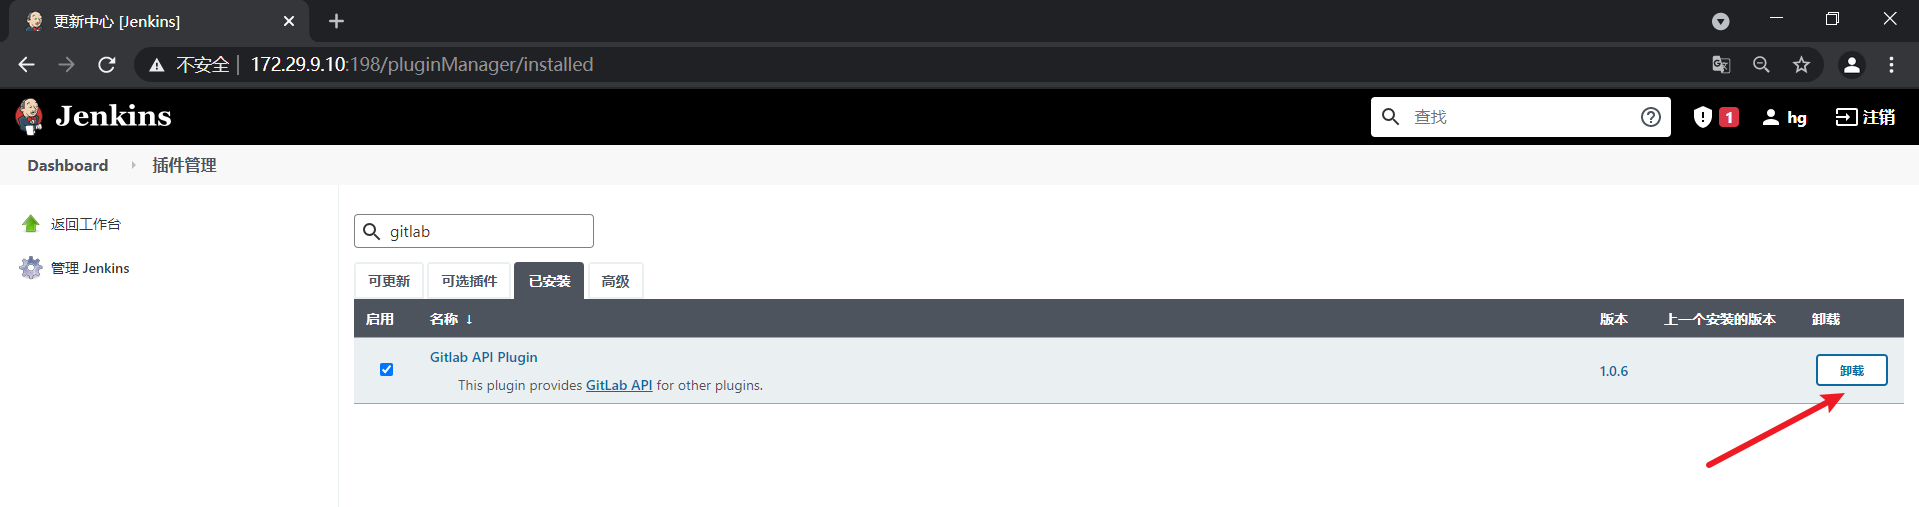 更新中心 [Jenkins]
不安全 | 172.29.9.10:198/pluginManager/installed
Jenkins
查找
1
hg
注销
Dashboard
插件管理
返回工作台
管理 Jenkins
gitlab
可更新 可选插件 已安装 高级
启用 名称 ↓ 版本 上一个安装的版本 卸载
Gitlab API Plugin
This plugin provides GitLab API for other plugins.
1.0.6
卸载